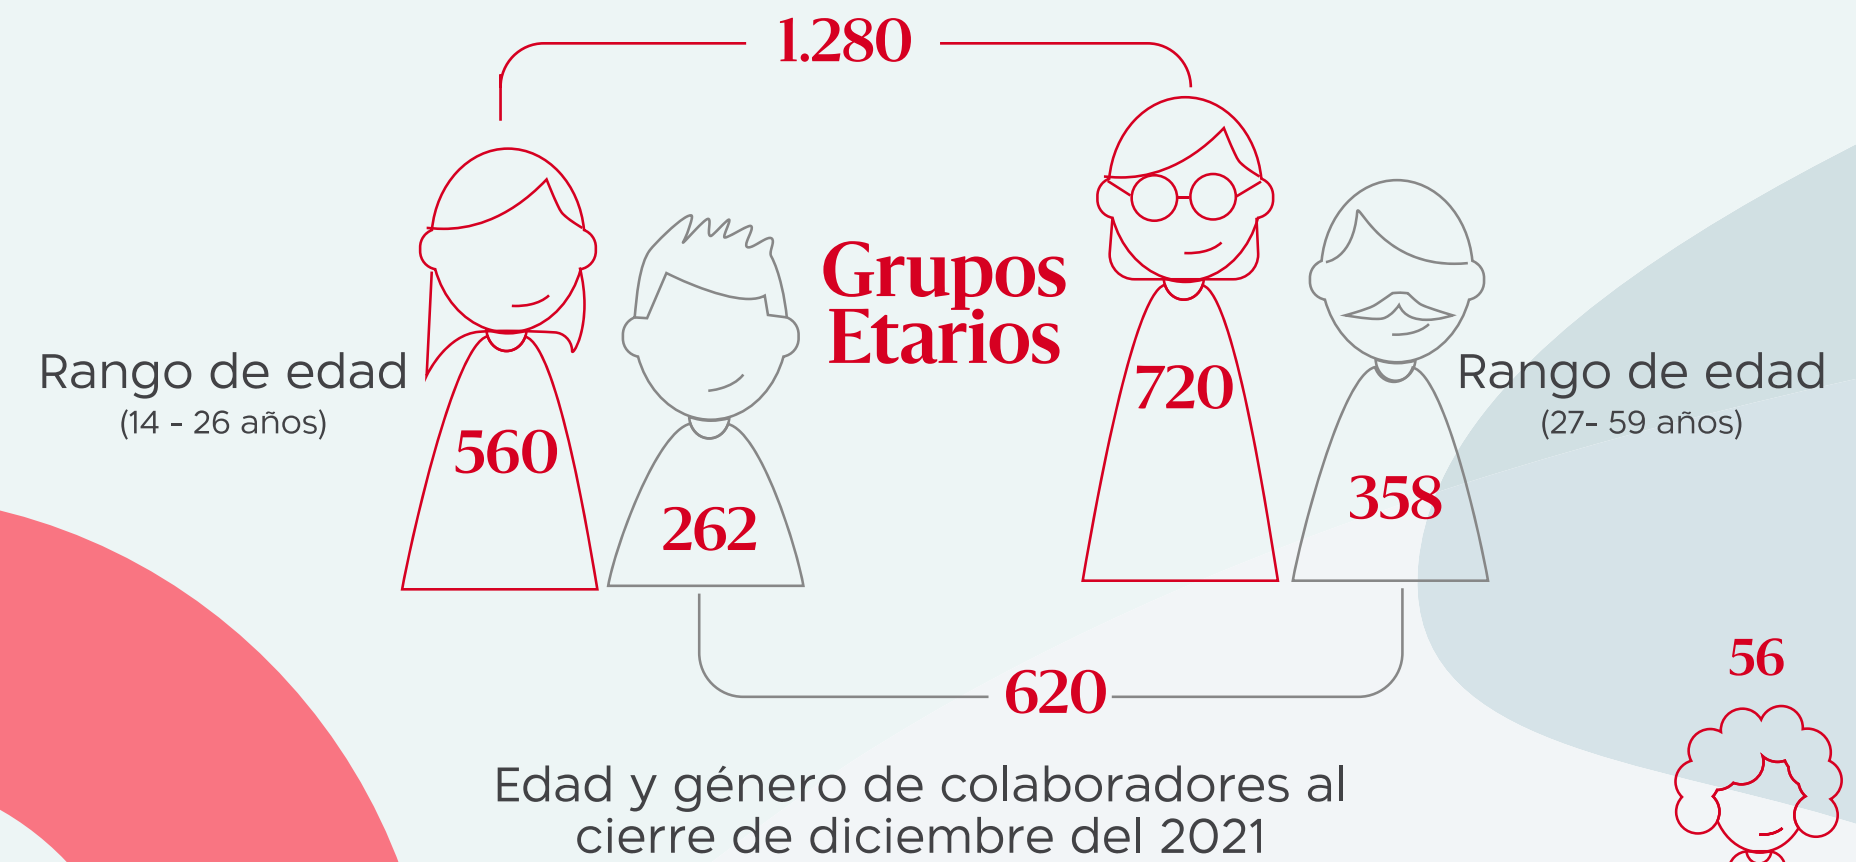 1.280
Grupos
Etarios
Rango de edad
(14 - 26 años)
560
262
720
358
Rango de edad
(27- 59 años)
620
56
Edad y género de colaboradores al
cierre de diciembre del 2021